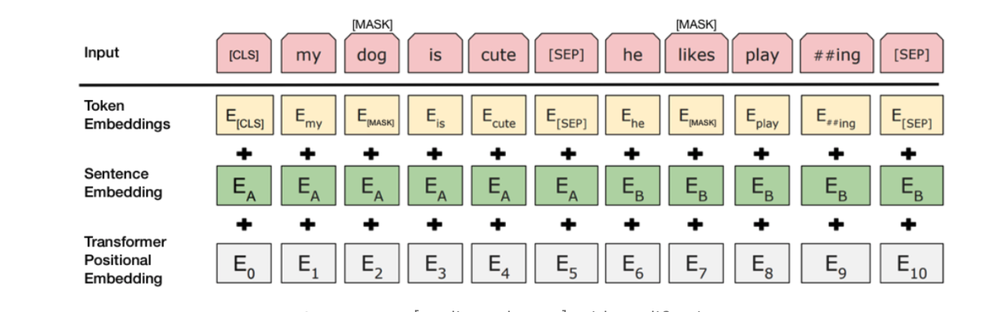 [MASK] [MASK]
Input [CLS] my dog is cute [SEP] he likes play ##ing [SEP]
Token
Embeddings
E[CLS] Emy E[MASK] Eis Ecute E[SEP] Ehe E[MASK] Eplay E##ing E[SEP]
+ + + + + + + + + + +
Sentence
Embedding
EA EA EA EA EA EA EB EB EB EB EB
+ + + + + + + + + + +
Transformer
Positional
Embedding
E0 E1 E2 E3 E4 E5 E6 E7 E8 E9 E10